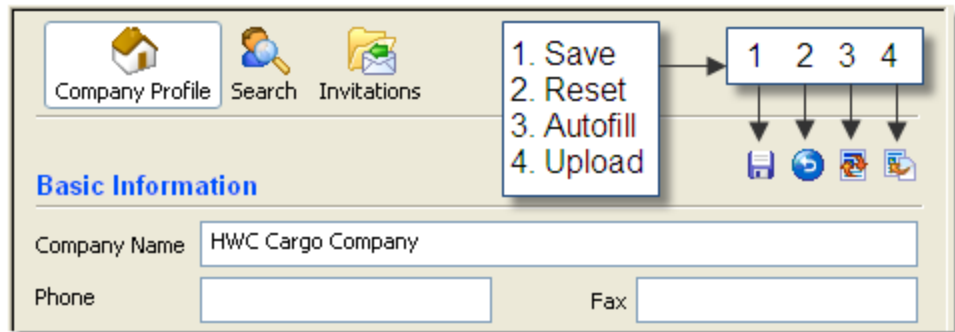 1. Save
2. Reset
3. Autofill
4. Upload
1 2 3 4
Company Profile Search Invitations
Basic Information
Company Name HWC Cargo Company
Phone Fax